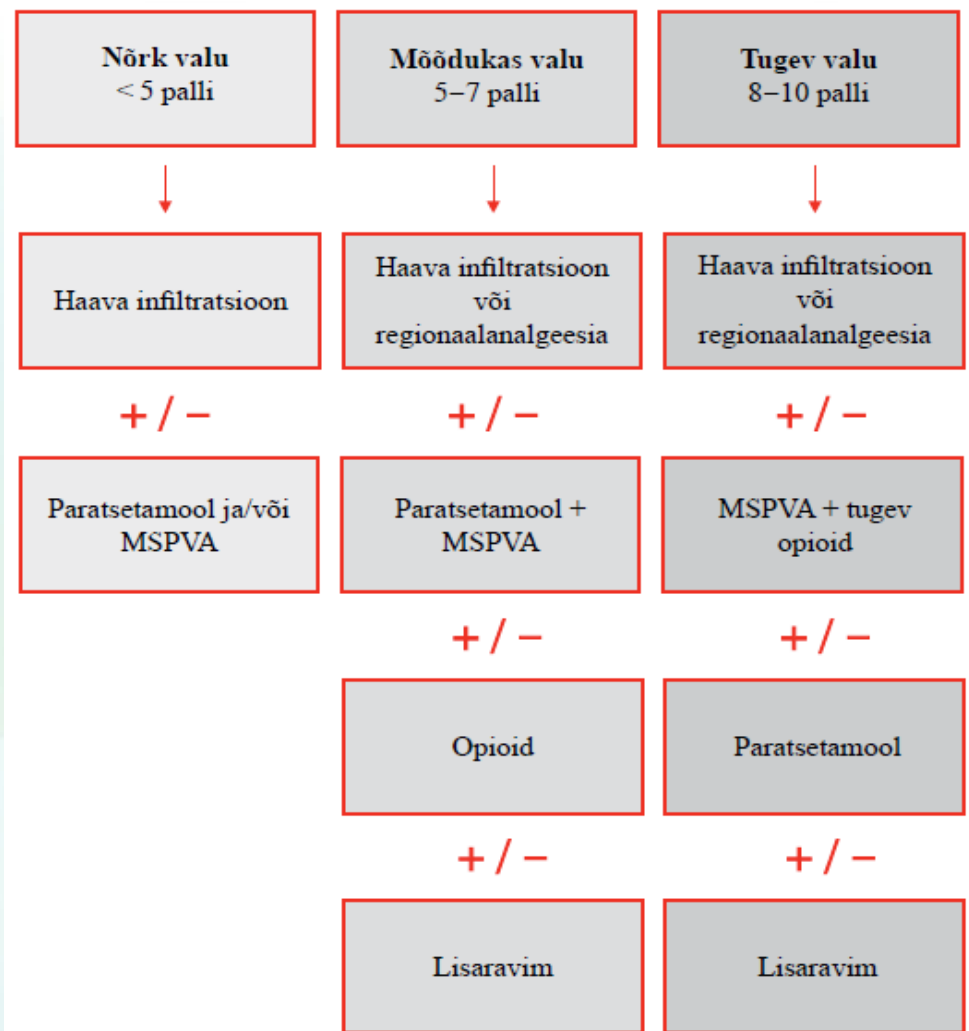 Nõrk valu
< 5 palli
Mõõdukas valu
5–7 palli
Tugev valu
8–10 palli
Haava infiltratsioon
Haava infiltratsioon
või
regionaalanalgeesia
Haava infiltratsioon
või
regionaalanalgeesia
+ / –
+ / –
+ / –
Paratsetamool ja/või
MSPVA
Paratsetamool +
MSPVA
MSPVA + tugev
opioid
+ / –
+ / –
Opioid
Paratsetamool
+ / –
+ / –
Lisaravim
Lisaravim